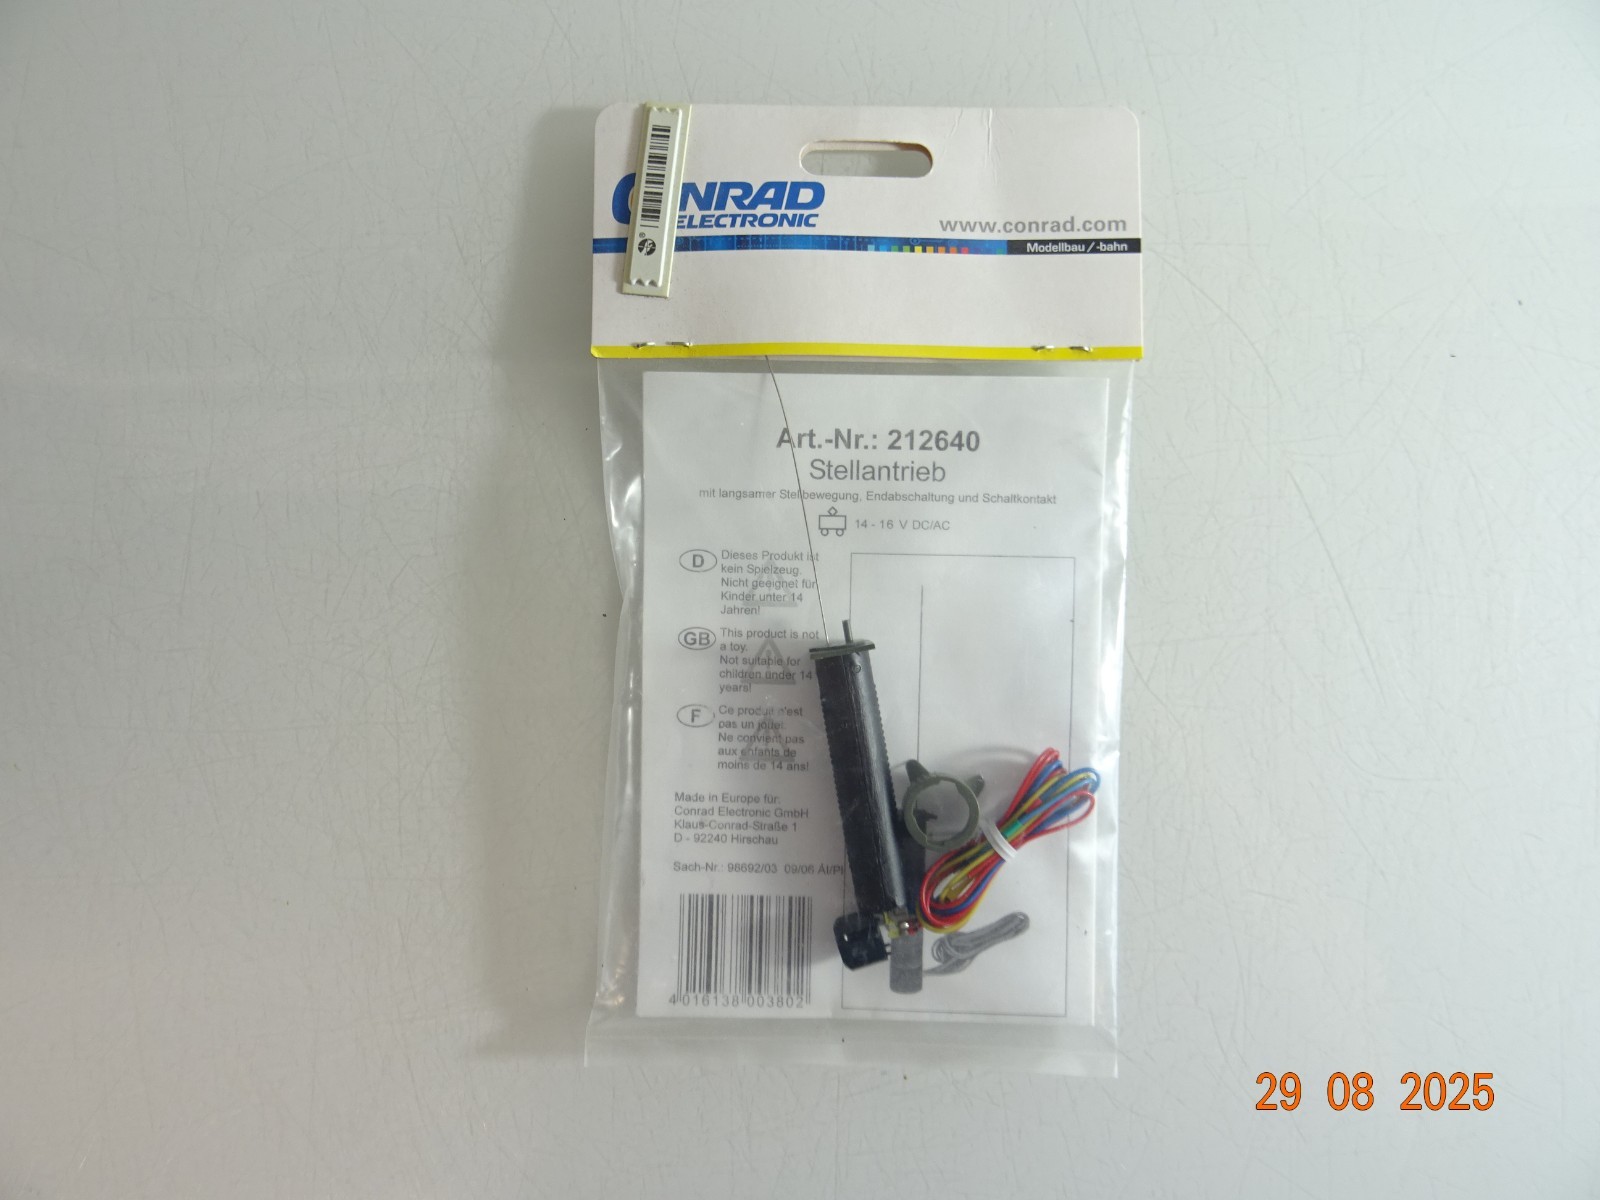 NRAD
ELECTRONIC
www.conrad.com
Modellbau / -bahn
Art.-Nr.: 212640
Stellantrieb
mit langsamer Stellbewegung, Endabschaltung und Schaltkontakt
14 - 16 V DC/AC
D
Dieses Produkt ist
kein Spielzeug.
Nicht geeignet für
Kinder unter 14
Jahren!
GB
This product is not
a toy.
Not suitable for
children under 14
years!
F
Ce produit n'est
pas un jouet.
Ne convient pas
aux enfants de
moins de 14 ans!
Made in Europe für:
Conrad Electronic GmbH
Klaus-Conrad-Straße 1
D - 92240 Hirschau
Sach-Nr.: 98692/03 09/06
4 016138 003802
29 08 2025